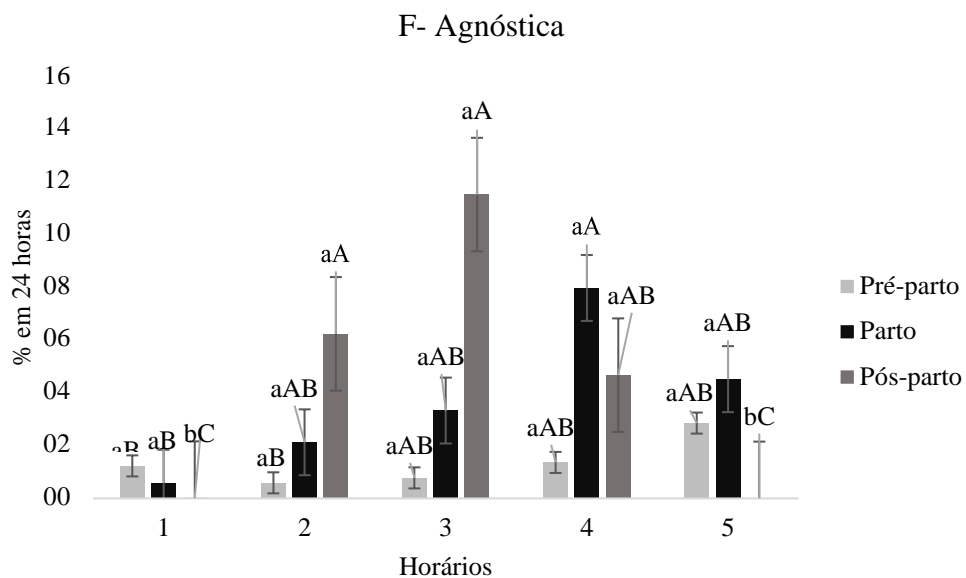 F- Agnóstica
16
14
12
10
08
06
04
02
00
% em 24 horas
aB aB bC
aB aAB aA
aAB aAB aA
aAB aA aAB
aAB aAB bC
1 2 3 4 5
Horários
Pré-parto
Parto
Pós-parto